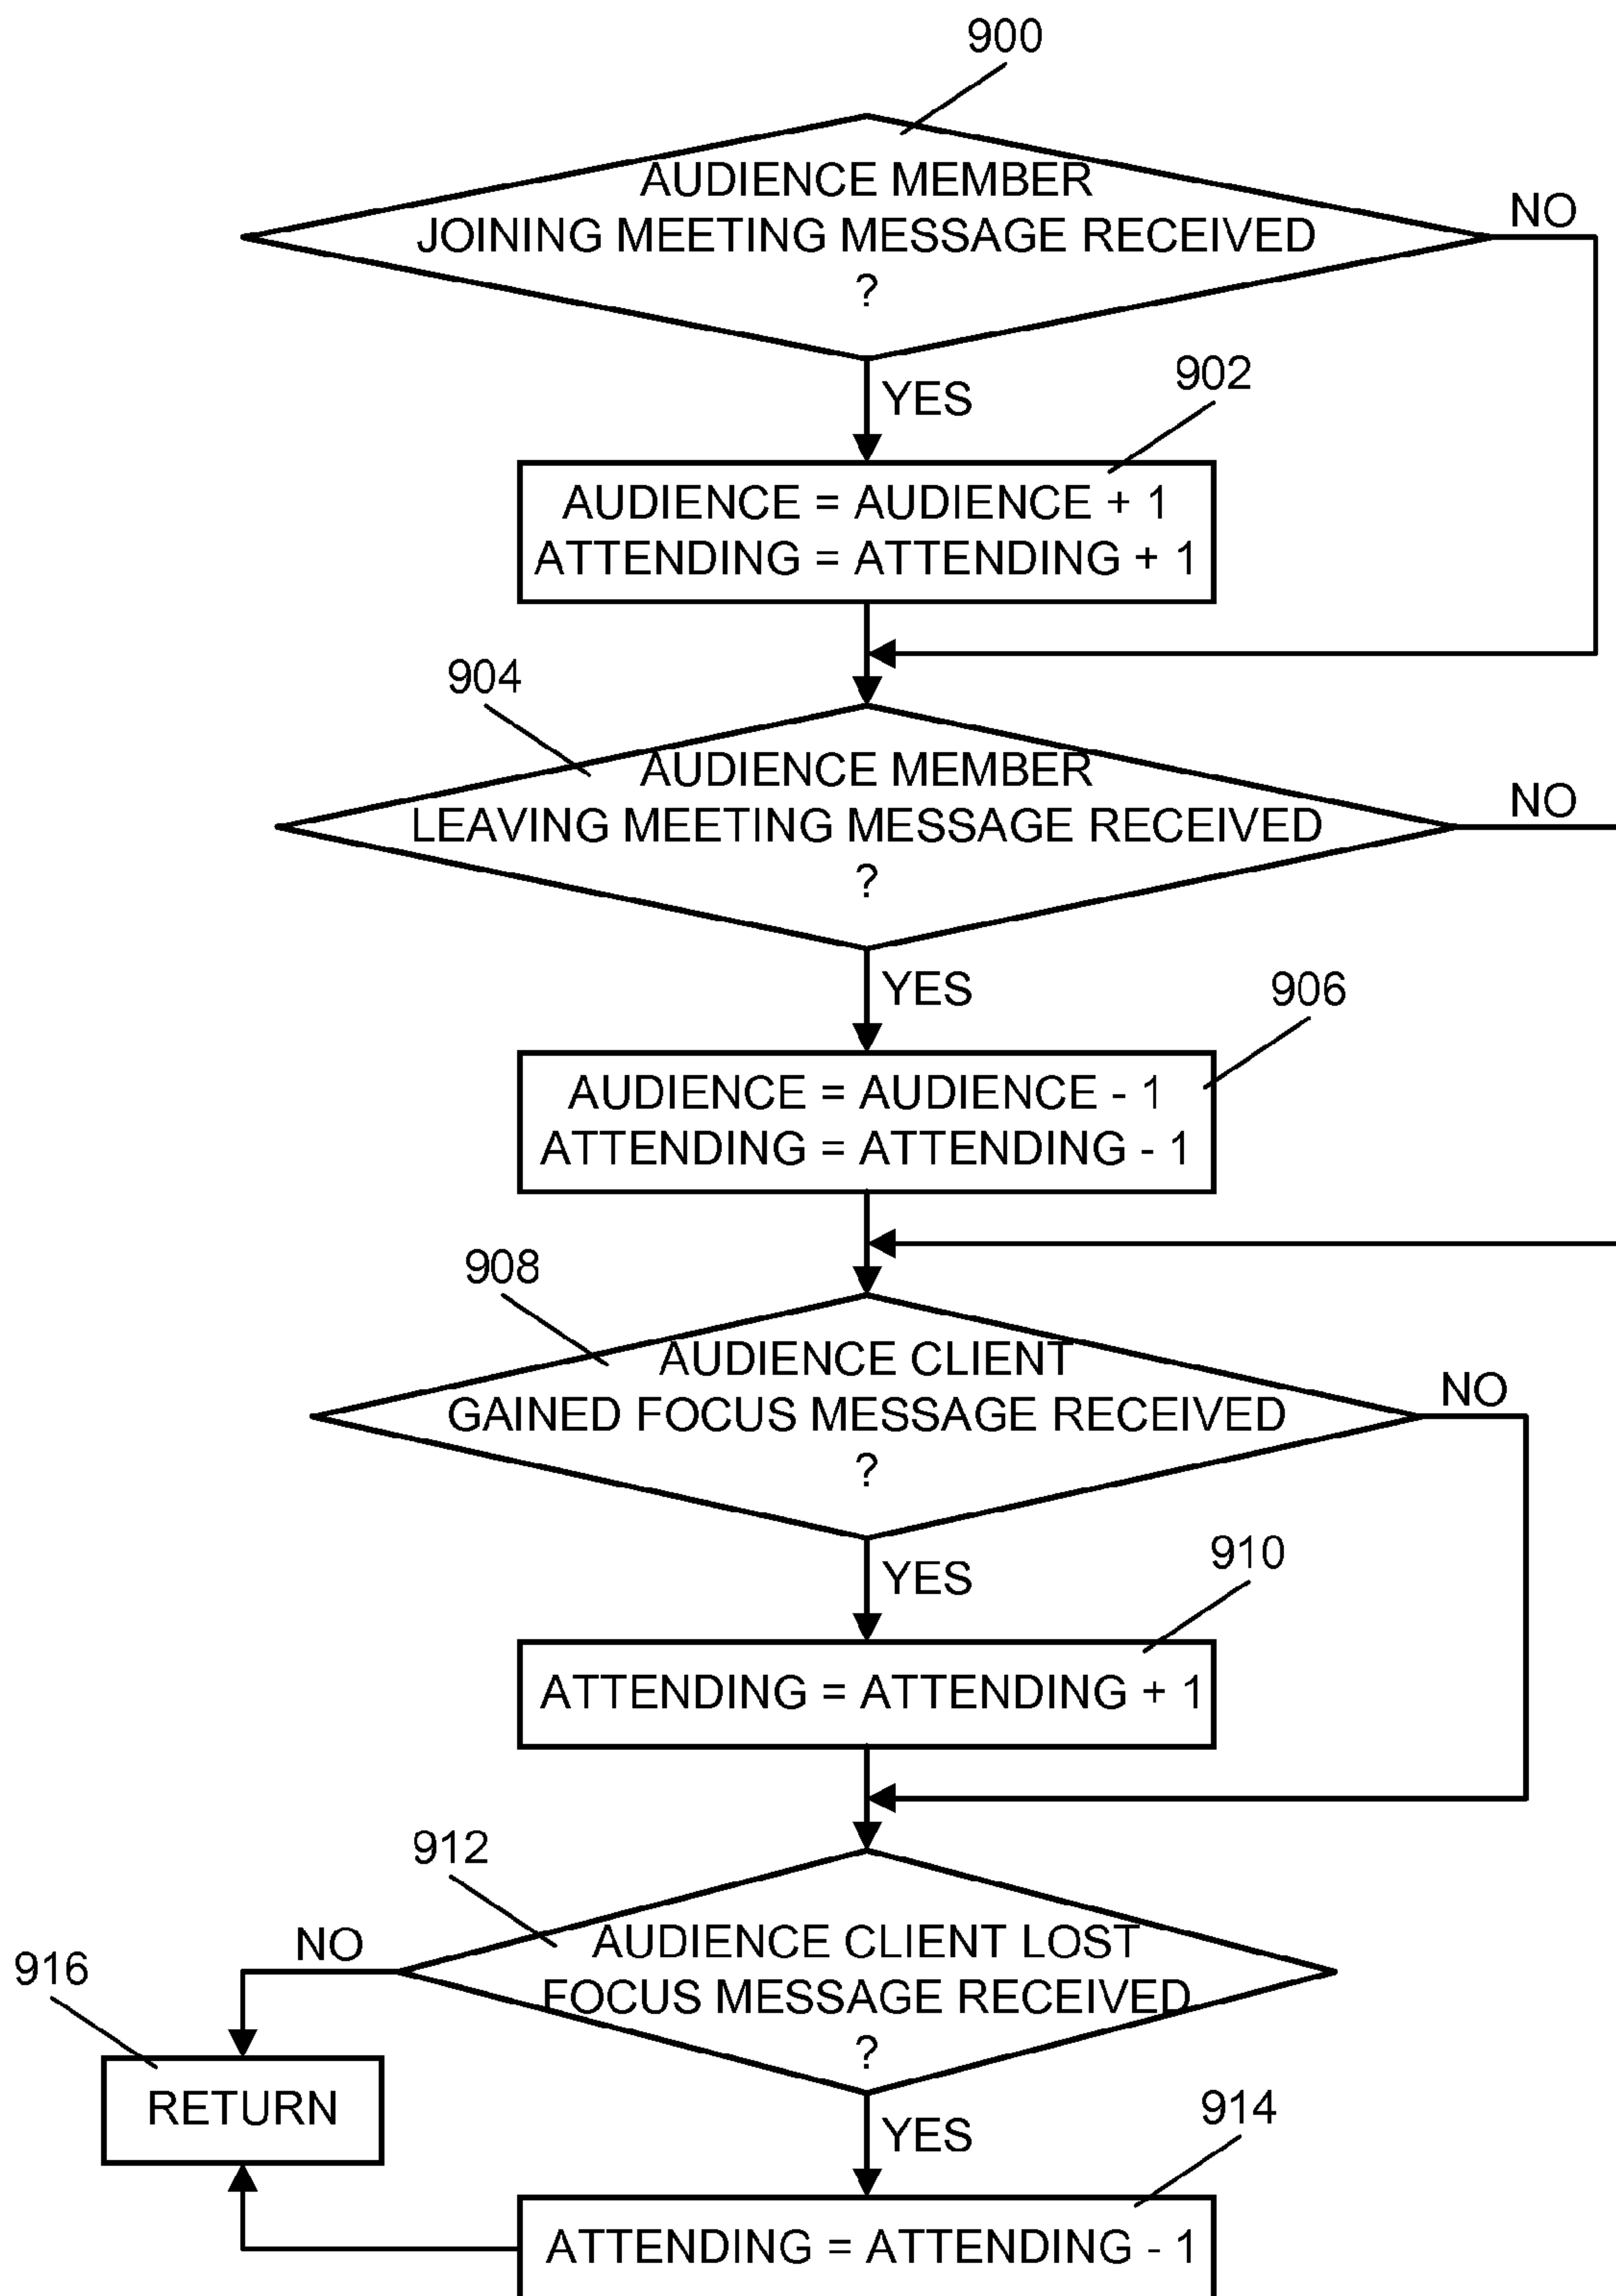 900
AUDIENCE MEMBER
JOINING MEETING MESSAGE RECEIVED
?
NO
YES
902
AUDIENCE = AUDIENCE + 1
ATTENDING = ATTENDING + 1
904
AUDIENCE MEMBER
LEAVING MEETING MESSAGE RECEIVED
?
NO
YES
906
AUDIENCE = AUDIENCE - 1
ATTENDING = ATTENDING - 1
908
AUDIENCE CLIENT
GAINED FOCUS MESSAGE RECEIVED
?
NO
YES
910
ATTENDING = ATTENDING + 1
912
AUDIENCE CLIENT LOST
FOCUS MESSAGE RECEIVED
?
NO
916
RETURN
YES
914
ATTENDING = ATTENDING - 1